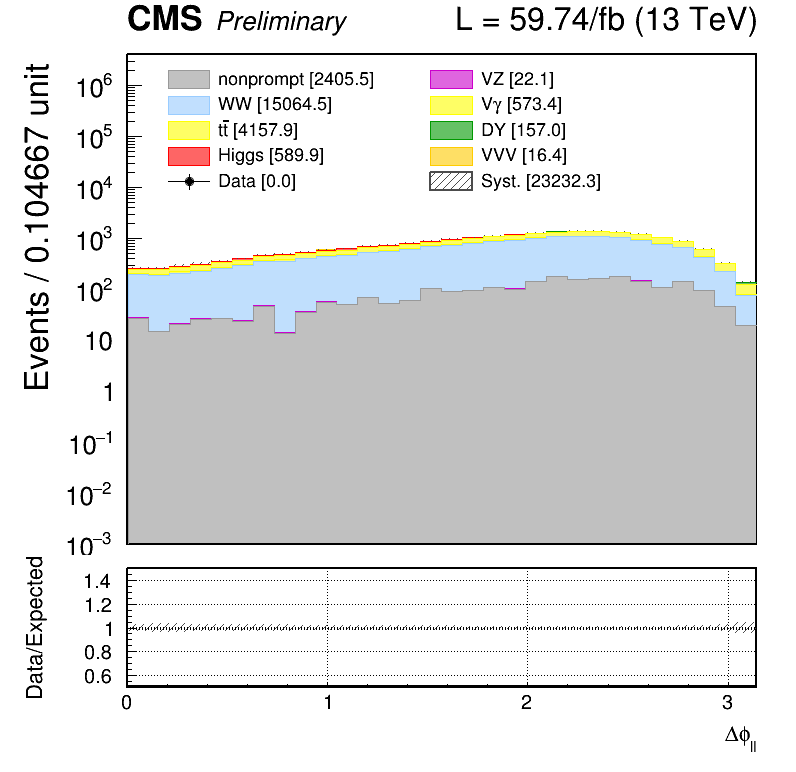 CMS Preliminary L = 59.74/fb (13 TeV)
Events / 0.104667 unit
10⁶
10⁵
10⁴
10³
10²
10
1
10⁻¹
10⁻²
10⁻³
nonprompt [2405.5]
WW [15064.5]
tt̄ [4157.9]
Higgs [589.9]
Data [0.0]
VZ [22.1]
Vγ [573.4]
DY [157.0]
VVV [16.4]
Syst. [23232.3]
Data/Expected
1.4
1.2
1
0.8
0.6
0 1 2 3
Δϕ_ll